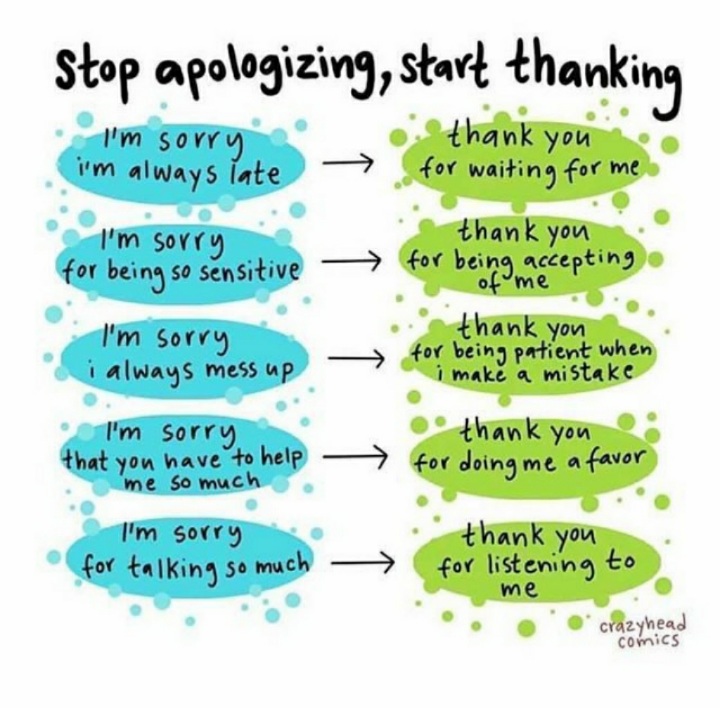 Stop apologizing, start thanking
I'm sorry
i'm always late
thank you
for waiting for me
I'm sorry
for being so sensitive
thank you
for being accepting
of me
I'm sorry
i always mess up
thank you
for being patient when
i make a mistake
I'm sorry
that you have to help
me so much
thank you
for doing me a favor
I'm sorry
for talking so much
thank you
for listening to
me
crazyhead
comics